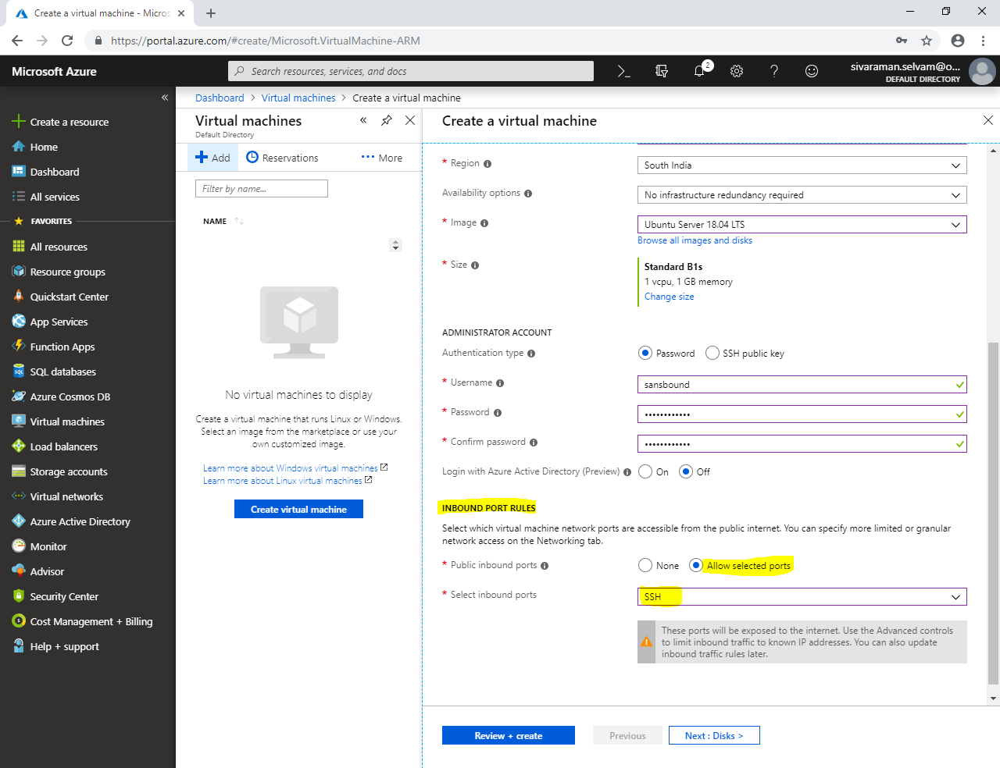 Create a virtual machine - Micros
https://portal.azure.com/#create/Microsoft.VirtualMachine-ARM
Microsoft Azure
Search resources, services, and docs
2
sivaraman.selvam@o...
DEFAULT DIRECTORY
Create a resource
Home
Dashboard
All services
FAVORITES
All resources
Resource groups
Quickstart Center
App Services
Function Apps
SQL databases
Azure Cosmos DB
Virtual machines
Load balancers
Storage accounts
Virtual networks
Azure Active Directory
Monitor
Advisor
Security Center
Cost Management + Billing
Help + support
Dashboard > Virtual machines > Create a virtual machine
Virtual machines
Default Directory
Add
Reservations
More
Filter by name...
NAME
No virtual machines to display
Create a virtual machine that runs Linux or Windows.
Select an image from the marketplace or use your
own customized image.
Learn more about Windows virtual machines
Learn more about Linux virtual machines
Create virtual machine
Create a virtual machine
* Region
South India
Availability options
No infrastructure redundancy required
* Image
Ubuntu Server 18.04 LTS
Browse all images and disks
* Size
Standard B1s
1 vcpu, 1 GB memory
Change size
ADMINISTRATOR ACCOUNT
Authentication type
Password
SSH public key
* Username
sansbound
* Password
••••••••••••
* Confirm password
••••••••••••
Login with Azure Active Directory (Preview)
On
Off
INBOUND PORT RULES
Select which virtual machine network ports are accessible from the public internet. You can specify more limited or granular
network access on the Networking tab.
* Public inbound ports
None
Allow selected ports
* Select inbound ports
SSH
These ports will be exposed to the internet. Use the Advanced controls
to limit inbound traffic to known IP addresses. You can also update
inbound traffic rules later.
Review + create
Previous
Next : Disks >